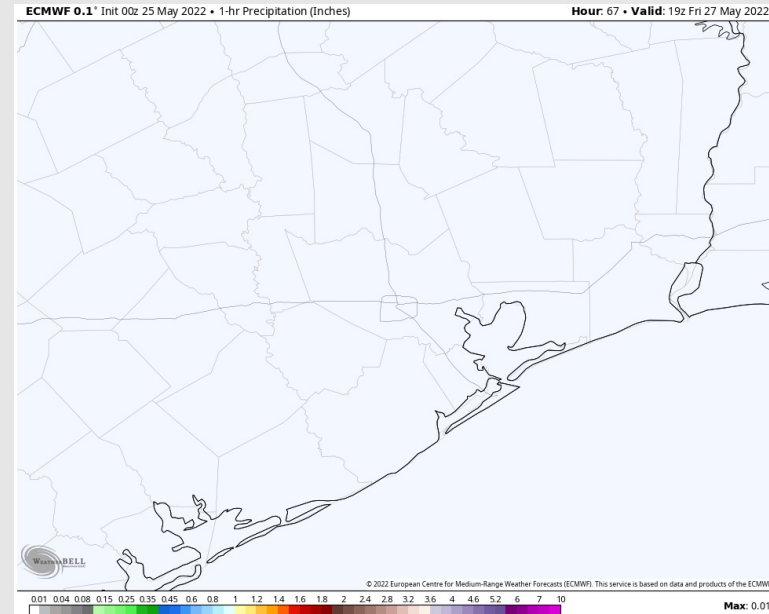 ECMWF 0.1° Init 00z 25 May 2022 • 1-hr Precipitation (Inches) Hour: 67 • Valid: 19z Fri 27 May 2022
WEATHERBELL
© 2022 European Centre for Medium-Range Weather Forecasts (ECMWF). This service is based on data and products of the ECMWF
0.01 0.04 0.08 0.15 0.25 0.35 0.45 0.6 0.8 1 1.2 1.4 1.6 1.8 2 2.4 2.8 3.2 3.6 4 4.6 5.2 6 7 10 Max: 0.01